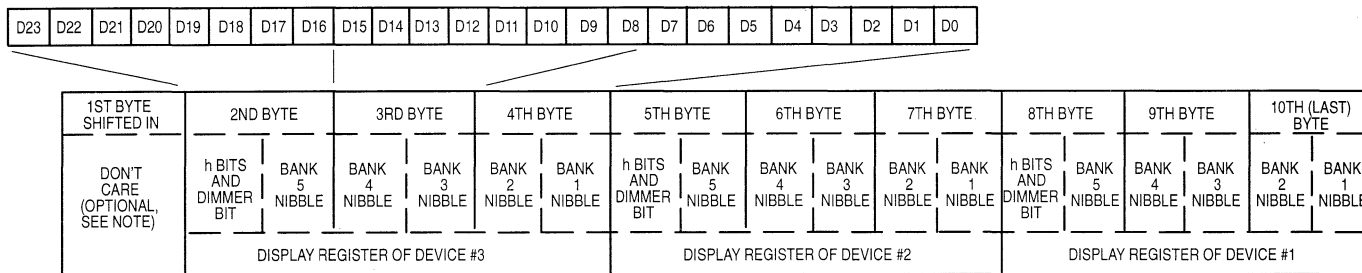 D23 D22 D21 D20 D19 D18 D17 D16 D15 D14 D13 D12 D11 D10 D9 D8 D7 D6 D5 D4 D3 D2 D1 D0
1ST BYTE SHIFTED IN
2ND BYTE
3RD BYTE
4TH BYTE
5TH BYTE
6TH BYTE
7TH BYTE
8TH BYTE
9TH BYTE
10TH (LAST) BYTE
DON'T CARE (OPTIONAL, SEE NOTE)
h BITS AND DIMMER BIT
BANK 5 NIBBLE
BANK 4 NIBBLE
BANK 3 NIBBLE
BANK 2 NIBBLE
BANK 1 NIBBLE
h BITS AND DIMMER BIT
BANK 5 NIBBLE
BANK 4 NIBBLE
BANK 3 NIBBLE
BANK 2 NIBBLE
BANK 1 NIBBLE
h BITS AND DIMMER BIT
BANK 5 NIBBLE
BANK 4 NIBBLE
BANK 3 NIBBLE
BANK 2 NIBBLE
BANK 1 NIBBLE
DISPLAY REGISTER OF DEVICE #3
DISPLAY REGISTER OF DEVICE #2
DISPLAY REGISTER OF DEVICE #1